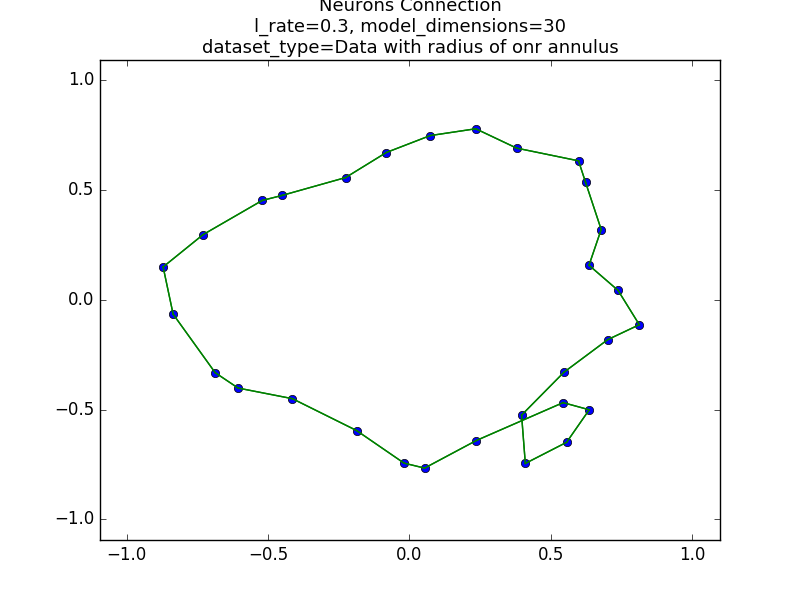 Neurons Connection
l_rate=0.3, model_dimensions=30
dataset_type=Data with radius of onr annulus
1.0
0.5
0.0
−0.5
−1.0
−1.0 −0.5 0.0 0.5 1.0